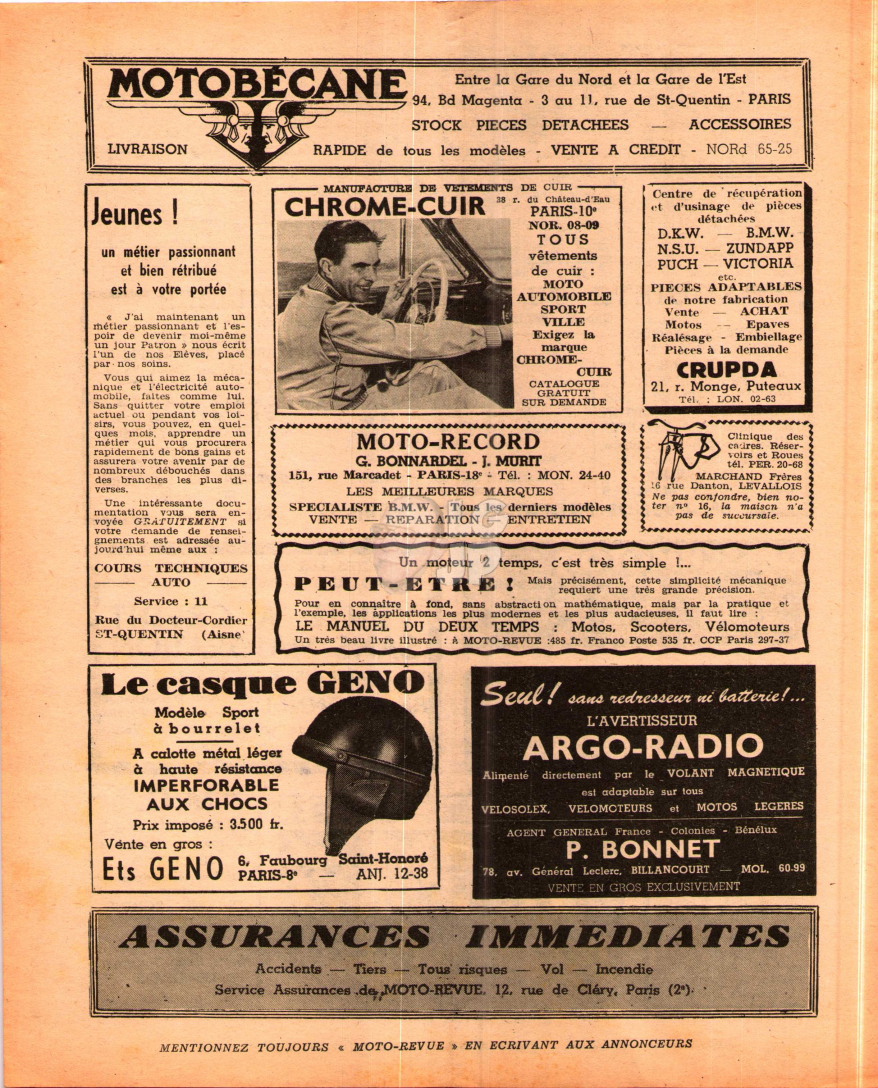 MOTOBÉCANE
Entre la Gare du Nord et la Gare de l'Est
94, Bd Magenta - 3 au 11, rue de St-Quentin - PARIS
STOCK PIECES DETACHEES — ACCESSOIRES
LIVRAISON RAPIDE de tous les modèles - VENTE A CREDIT - NORd 65-25
Jeunes !
un métier passionnant
et bien rétribué
est à votre portée
« J'ai maintenant un
métier passionnant et l'es-
poir de devenir moi-même
un jour Patron » nous écrit
l'un de nos Elèves, placé
par nos soins.
Vous qui aimez la méca-
nique et l'électricité auto-
mobile, faites comme lui.
Sans quitter votre emploi
actuel ou pendant vos loi-
sirs, vous pouvez, en quel-
ques mois, apprendre un
métier qui vous procurera
rapidement de bons gains et
assurera votre avenir par de
nombreux débouchés dans
des branches les plus di-
verses.
Une intéressante docu-
mentation vous sera en-
voyée GRATUITEMENT si
votre demande de rensei-
gnements est adressée au-
jourd'hui même aux :
COURS TECHNIQUES
AUTO
Service : 11
Rue du Docteur-Cordier
ST-QUENTIN (Aisne)
MANUFACTURE DE VETEMENTS DE CUIR
CHROME-CUIR
38 r. du Château-d'Eau
PARIS-10e
NOR. 08-09
TOUS
vêtements
de cuir :
MOTO
AUTOMOBILE
SPORT
VILLE
Exigez la
marque
CHROME-
CUIR
CATALOGUE
GRATUIT
SUR DEMANDE
Centre de récupération
et d'usinage de pièces
détachées
D.K.W. — B.M.W.
N.S.U. — ZUNDAPP
PUCH — VICTORIA
etc.
PIECES ADAPTABLES
de notre fabrication
Vente — ACHAT
Motos -- Epaves
Réalésage - Embiellage
Pièces à la demande
CRUPDA
21, r. Monge, Puteaux
Tél. : LON. 02-63
MOTO-RECORD
G. BONNARDEL - J. MURIT
151, rue Marcadet - PARIS-18e - Tél. : MON. 24-40
LES MEILLEURES MARQUES
SPECIALISTE B.M.W. - Tous les derniers modèles
VENTE — REPARATION — ENTRETIEN
Clinique des
cadres. Réser-
voirs et Roues
tél. PER. 20-68
MARCHAND Frères
16 rue Danton, LEVALLOIS
Ne pas confondre, bien no-
ter n° 16, la maison n'a
pas de succursale.
Un moteur 2 temps, c'est très simple !...
PEUT-ETRE !
Mais précisément, cette simplicité mécanique
requiert une très grande précision.
Pour en connaître à fond, sans abstraction mathématique, mais par la pratique et
l'exemple, les applications les plus modernes et les plus audacieuses, il faut lire :
LE MANUEL DU DEUX TEMPS : Motos, Scooters, Vélomoteurs
Un très beau livre illustré : à MOTO-REVUE :485 fr. Franco Poste 535 fr. CCP Paris 297-37
Le casque GENO
Modèle Sport
à bourrelet
A calotte métal léger
à haute résistance
IMPERFORABLE
AUX CHOCS
Prix imposé : 3.500 fr.
Vente en gros :
Ets GENO
6, Faubourg Saint-Honoré
PARIS-8e — ANJ. 12-38
Seul ! sans redresseur ni batterie !...
L'AVERTISSEUR
ARGO-RADIO
Alimenté directement par le VOLANT MAGNETIQUE
est adaptable sur tous
VELOSOLEX, VELOMOTEURS et MOTOS LEGERES
AGENT GENERAL France - Colonies - Bénélux
P. BONNET
78, av. Général Leclerc, BILLANCOURT — MOL. 60-99
VENTE EN GROS EXCLUSIVEMENT
ASSURANCES IMMEDIATES
Accidents — Tiers — Tous risques — Vol — Incendie
Service Assurances de MOTO-REVUE, 12, rue de Cléry, Paris (2e).
MENTIONNEZ TOUJOURS « MOTO-REVUE » EN ECRIVANT AUX ANNONCEURS